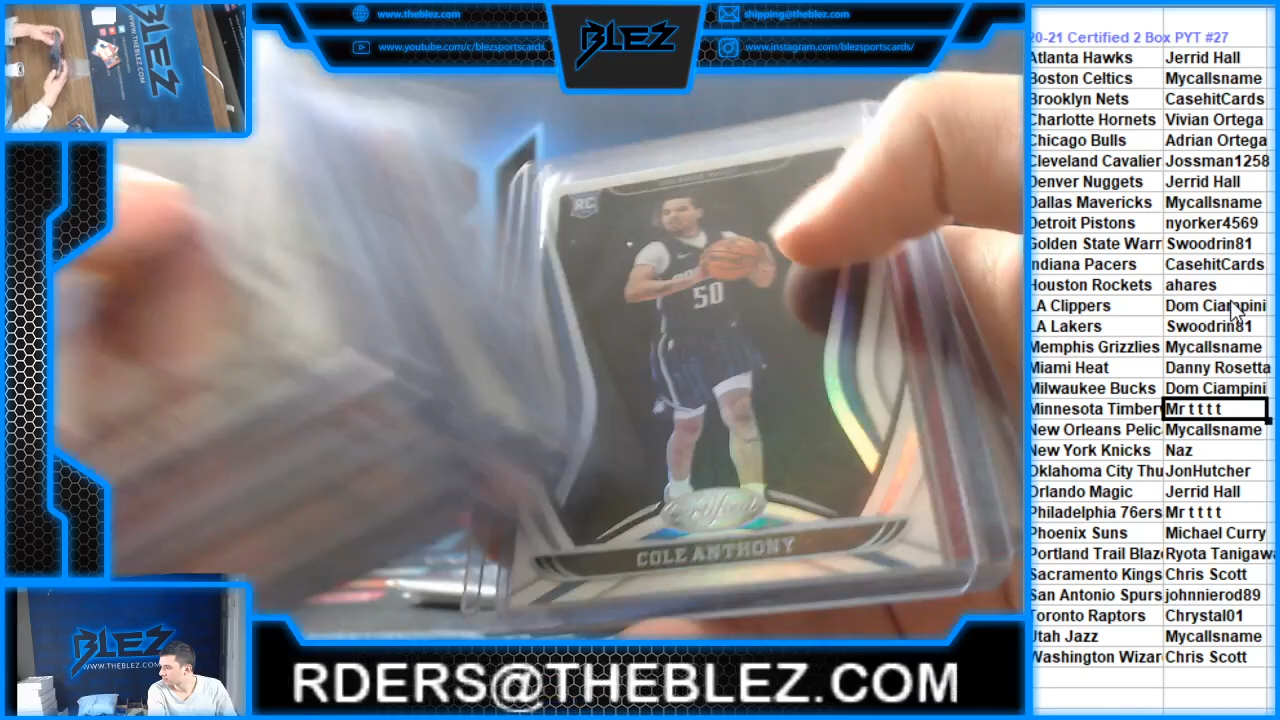 www.theblez.com
www.youtube.com/c/blezsportscards
BLEZ
shipping@theblez.com
www.instagram.com/blezsportscards/
BLEZ
RC
50
COLE ANTHONY
BLEZ
WWW.THEBLEZ.COM
RDERS@THEBLEZ.COM
20-21 Certified 2 Box PYT #27
Atlanta Hawks Jerrid Hall
Boston Celtics Mycallsname
Brooklyn Nets CasehitCards
Charlotte Hornets Vivian Ortega
Chicago Bulls Adrian Ortega
Cleveland Cavalier Jossman1258
Denver Nuggets Jerrid Hall
Dallas Mavericks Mycallsname
Detroit Pistons nyorker4569
Golden State Warr Swoodrin81
Indiana Pacers CasehitCards
Houston Rockets ahares
LA Clippers Dom Ciampini
LA Lakers Swoodrin81
Memphis Grizzlies Mycallsname
Miami Heat Danny Rosetta
Milwaukee Bucks Dom Ciampini
Minnesota Timber Mr t t t t
New Orleans Pelic Mycallsname
New York Knicks Naz
Oklahoma City Thu JonHutcher
Orlando Magic Jerrid Hall
Philadelphia 76ers Mr t t t t
Phoenix Suns Michael Curry
Portland Trail Blaz Ryota Tanigaw
Sacramento Kings Chris Scott
San Antonio Spurs johnnierod89
Toronto Raptors Chrystal01
Utah Jazz Mycallsname
Washington Wizar Chris Scott